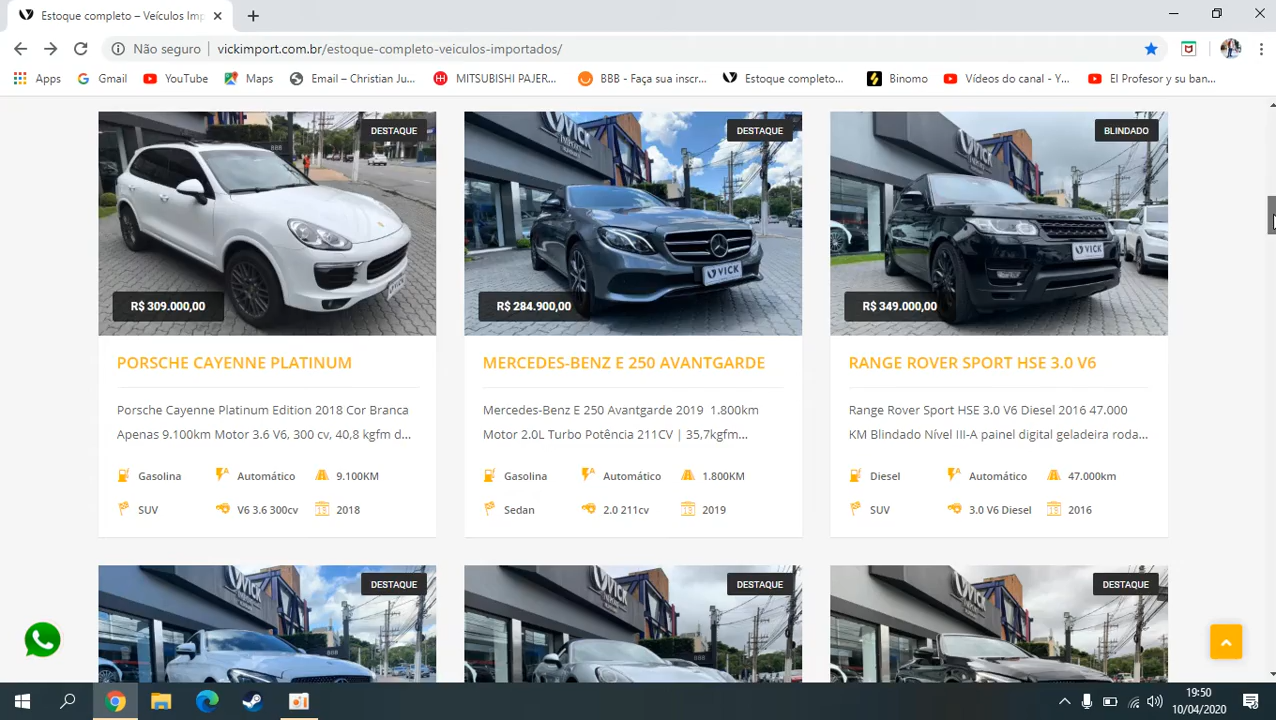 Estoque completo – Veículos Imp
Não seguro
vickimport.com.br/estoque-completo-veiculos-importados/
Apps
Gmail
YouTube
Maps
Email – Christian Ju...
MITSUBISHI PAJER...
BBB - Faça sua inscr...
Estoque completo...
Binomo
Vídeos do canal - Y...
El Profesor y su ban...
DESTAQUE
R$ 309.000,00
PORSCHE CAYENNE PLATINUM
Porsche Cayenne Platinum Edition 2018 Cor Branca
Apenas 9.100km Motor 3.6 V6, 300 cv, 40,8 kgfm d...
Gasolina
Automático
9.100KM
SUV
V6 3.6 300cv
2018
DESTAQUE
VICK
VICK
R$ 284.900,00
MERCEDES-BENZ E 250 AVANTGARDE
Mercedes-Benz E 250 Avantgarde 2019 1.800km
Motor 2.0L Turbo Potência 211CV | 35,7kgfm...
Gasolina
Automático
1.800KM
Sedan
2.0 211cv
2019
BLINDADO
VICK
VICK
R$ 349.000,00
RANGE ROVER SPORT HSE 3.0 V6
Range Rover Sport HSE 3.0 V6 Diesel 2016 47.000
KM Blindado Nível III-A painel digital geladeira roda...
Diesel
Automático
47.000km
SUV
3.0 V6 Diesel
2016
DESTAQUE
VICK
DESTAQUE
VICK
DESTAQUE
VICK
19:50
10/04/2020